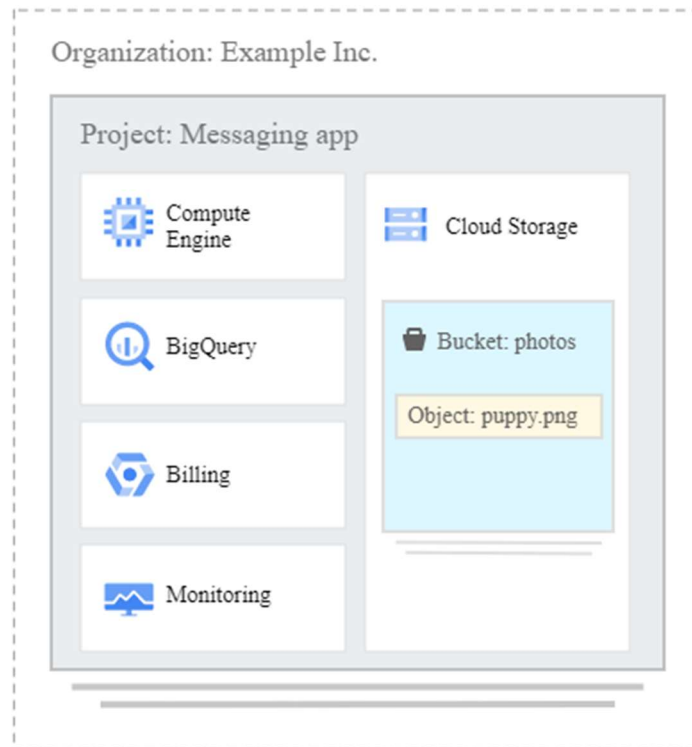 Organization: Example Inc.
Project: Messaging app
Compute
Engine
BigQuery
Billing
Monitoring
Cloud Storage
Bucket: photos
Object: puppy.png